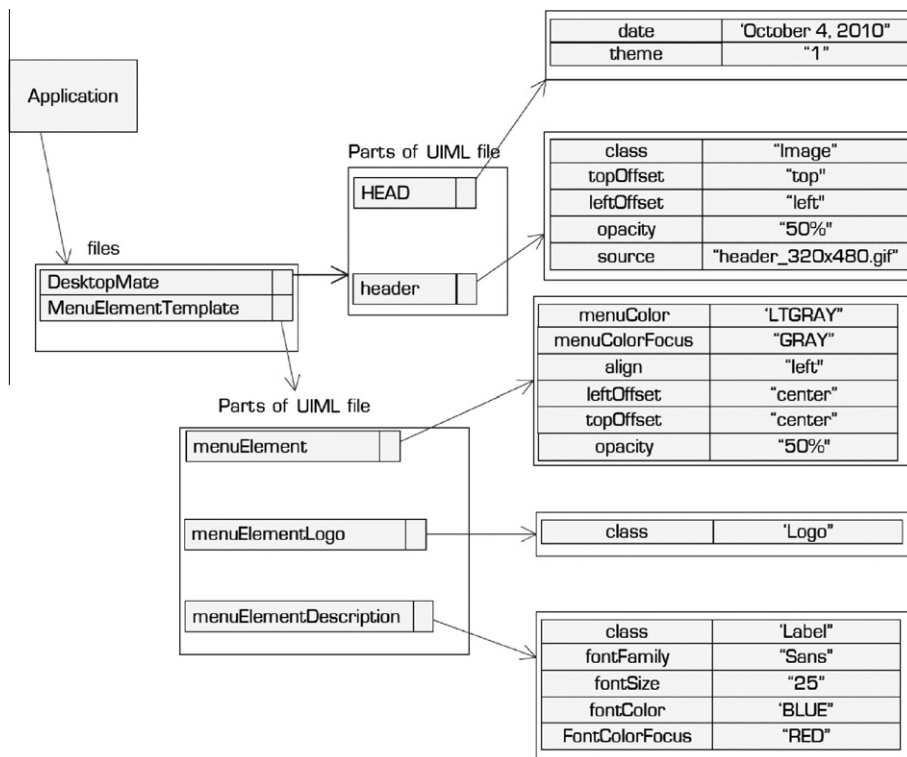 date 'October 4, 2010"
theme "1"
Application
Parts of UIML file
HEAD
header
class "Image"
topOffset "top"
leftOffset "left"
opacity "50%"
source "header_320x480.gif"
files
DesktopMate
MenuElementTemplate
menuColor 'LTGRAY"
menuColorFocus "GRAY"
align "left"
leftOffset "center"
topOffset "center"
opacity "50%"
Parts of UIML file
menuElement
menuElementLogo
menuElementDescription
class 'Logo"
class 'Label"
fontFamily "Sans"
fontSize "25"
fontColor 'BLUE"
FontColorFocus "RED"